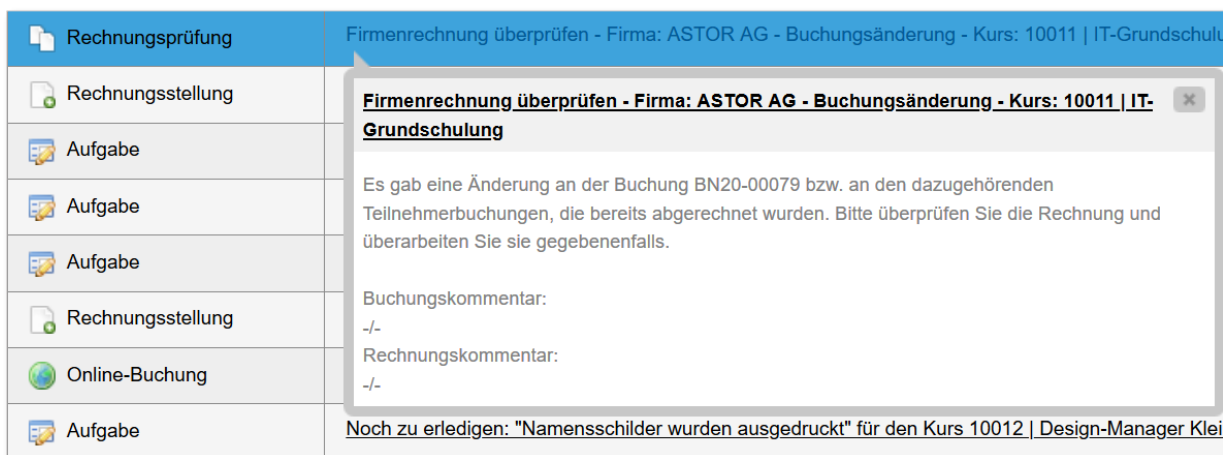 Rechnungsprüfung
Firmenrechnung überprüfen - Firma: ASTOR AG - Buchungsänderung - Kurs: 10011 | IT-Grundschulu
Rechnungsstellung
Aufgabe
Aufgabe
Aufgabe
Rechnungsstellung
Online-Buchung
Aufgabe
Firmenrechnung überprüfen - Firma: ASTOR AG - Buchungsänderung - Kurs: 10011 | IT-
Grundschulung
Es gab eine Änderung an der Buchung BN20-00079 bzw. an den dazugehörenden
Teilnehmerbuchungen, die bereits abgerechnet wurden. Bitte überprüfen Sie die Rechnung und
überarbeiten Sie sie gegebenenfalls.
Buchungskommentar:
-/-
Rechnungskommentar:
-/-
Noch zu erledigen: "Namensschilder wurden ausgedruckt" für den Kurs 10012 | Design-Manager Klei